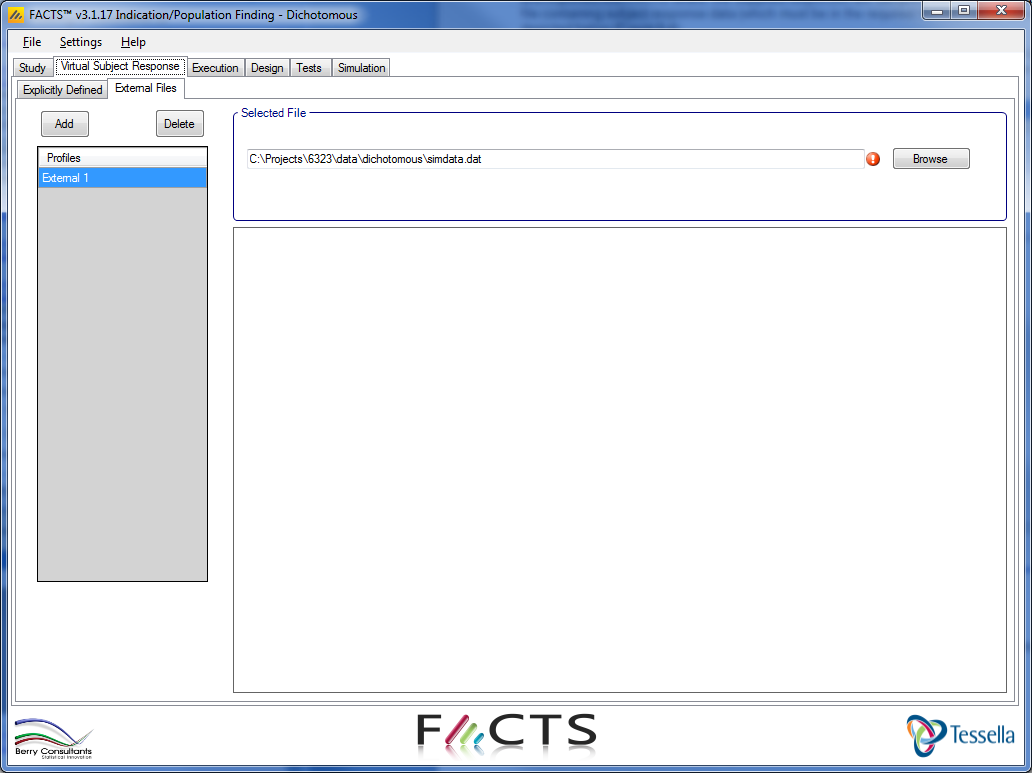 FACTS™ v3.1.17 Indication/Population Finding - Dichotomous
File Settings Help
Study Virtual Subject Response Execution Design Tests Simulation
Explicitly Defined External Files
Add Delete
Profiles
External 1
Selected File
C:\Projects\6323\data\dichotomous\simdata.dat
Browse
Berry Consultants
Statistical Innovation
FACTS
Tessella